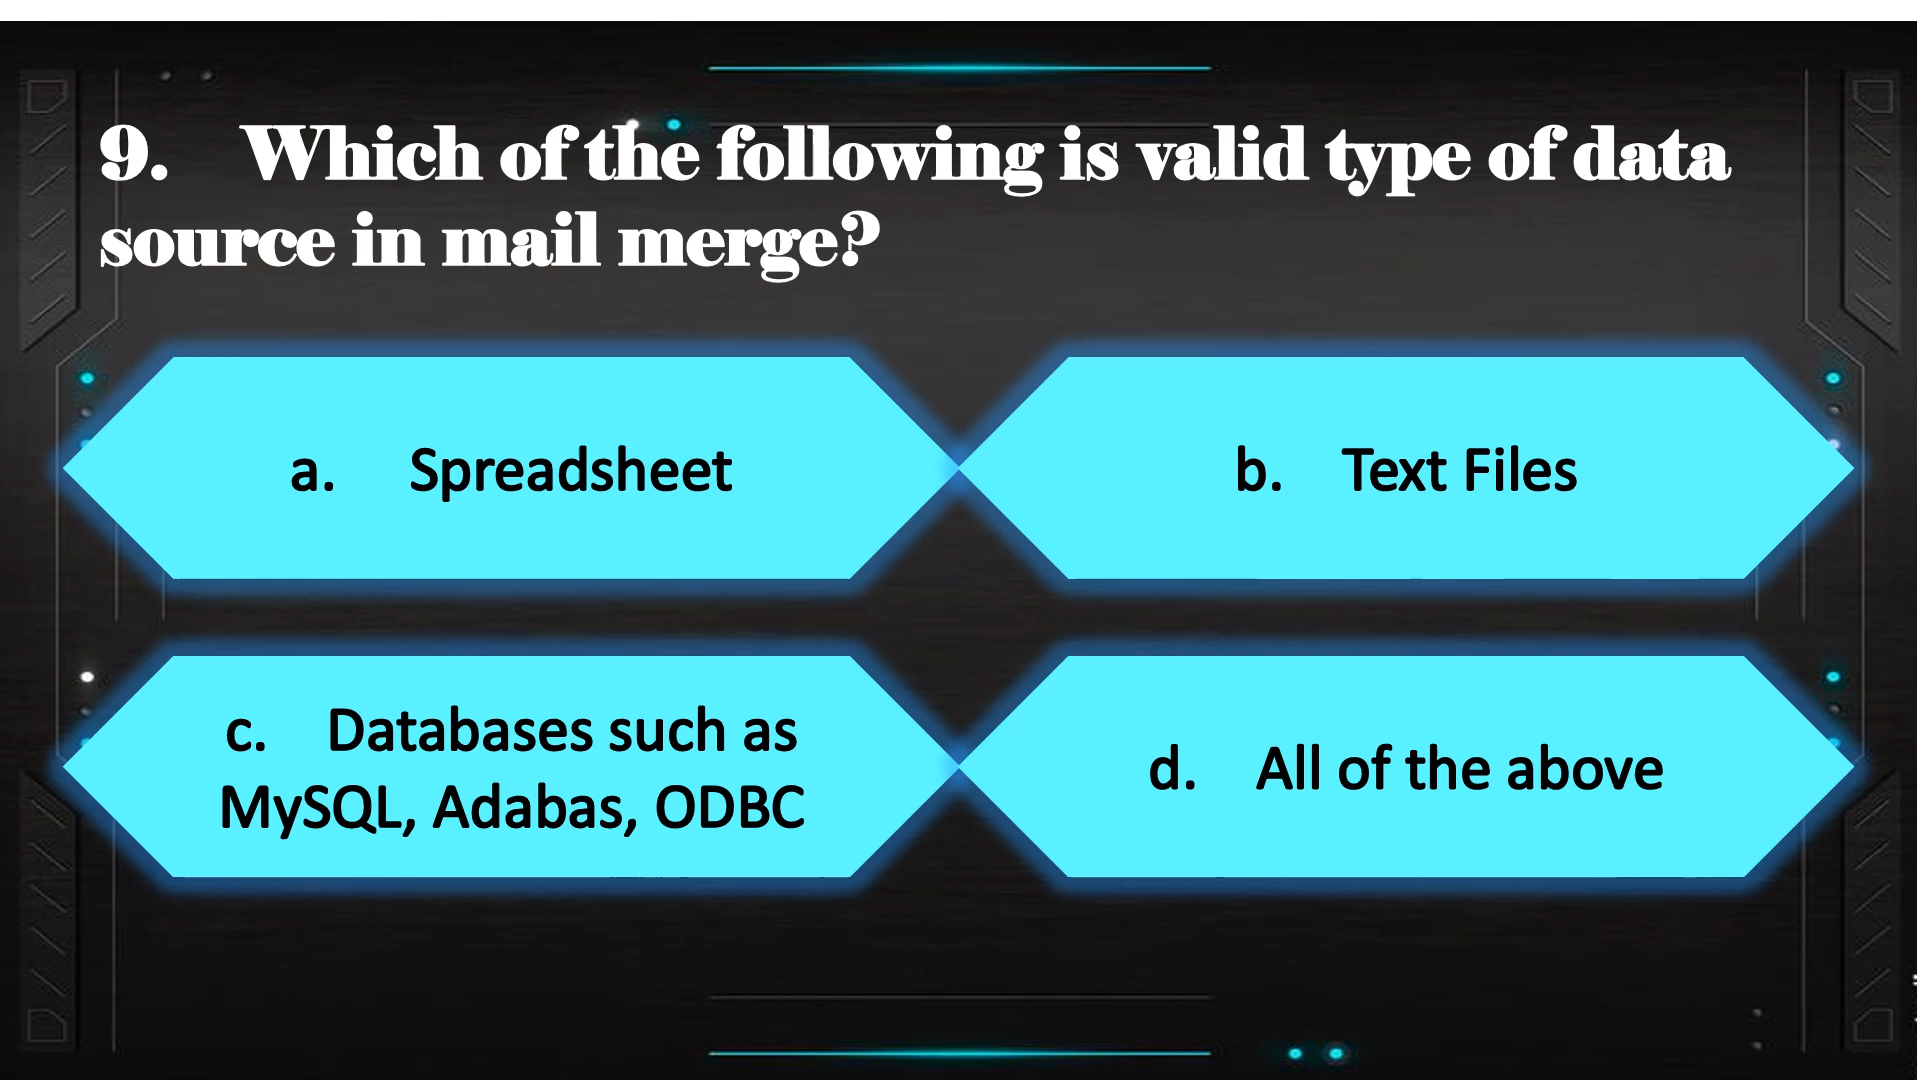 9. Which of the following is valid type of data
source in mail merge?
a. Spreadsheet
b. Text Files
c. Databases such as
MySQL, Adabas, ODBC
d. All of the above